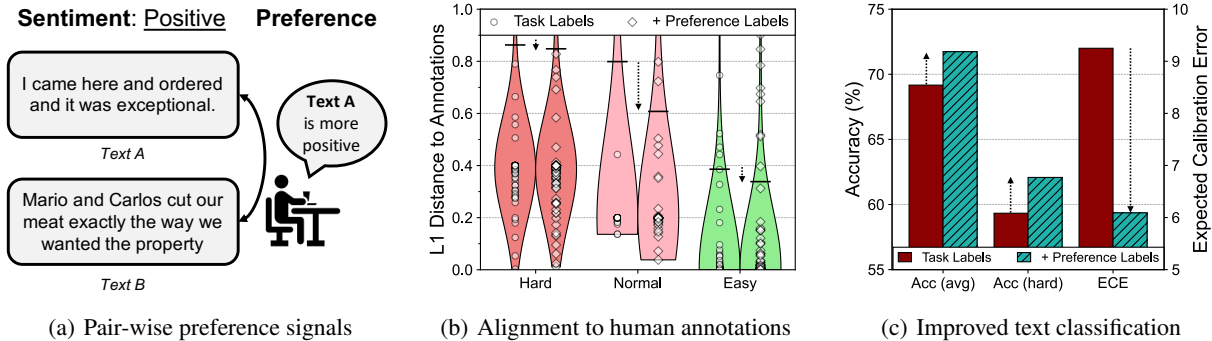 Sentiment: Positive Preference
I came here and ordered
and it was exceptional.
Text A
Text A
is more
positive
Mario and Carlos cut our
meat exactly the way we
wanted the property
Text B
(a) Pair-wise preference signals
L1 Distance to Annotations
1.0
0.8
0.6
0.4
0.2
0.0
Task Labels
+ Preference Labels
Hard Normal Easy
(b) Alignment to human annotations
Accuracy (%)
75
70
65
60
55
Task Labels
+ Preference Labels
Acc (avg) Acc (hard) ECE
10
9
8
7
6
5
Expected Calibration Error
(c) Improved text classification